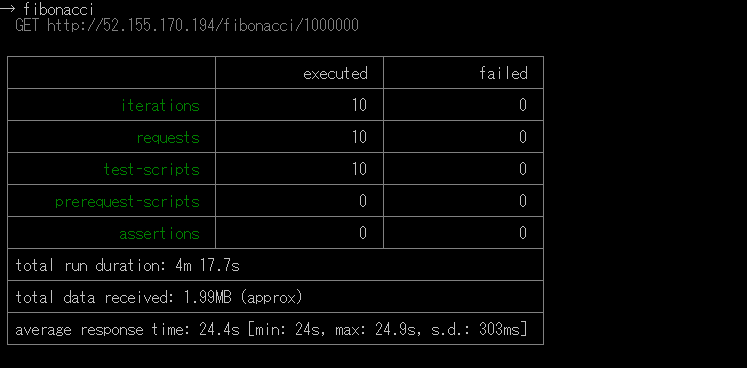 → fibonacci
GET http://52.155.170.194/fibonacci/1000000
executed failed
iterations 10 0
requests 10 0
test-scripts 10 0
prerequest-scripts 0 0
assertions 0 0
total run duration: 4m 17.7s
total data received: 1.99MB (approx)
average response time: 24.4s [min: 24s, max: 24.9s, s.d.: 303ms]